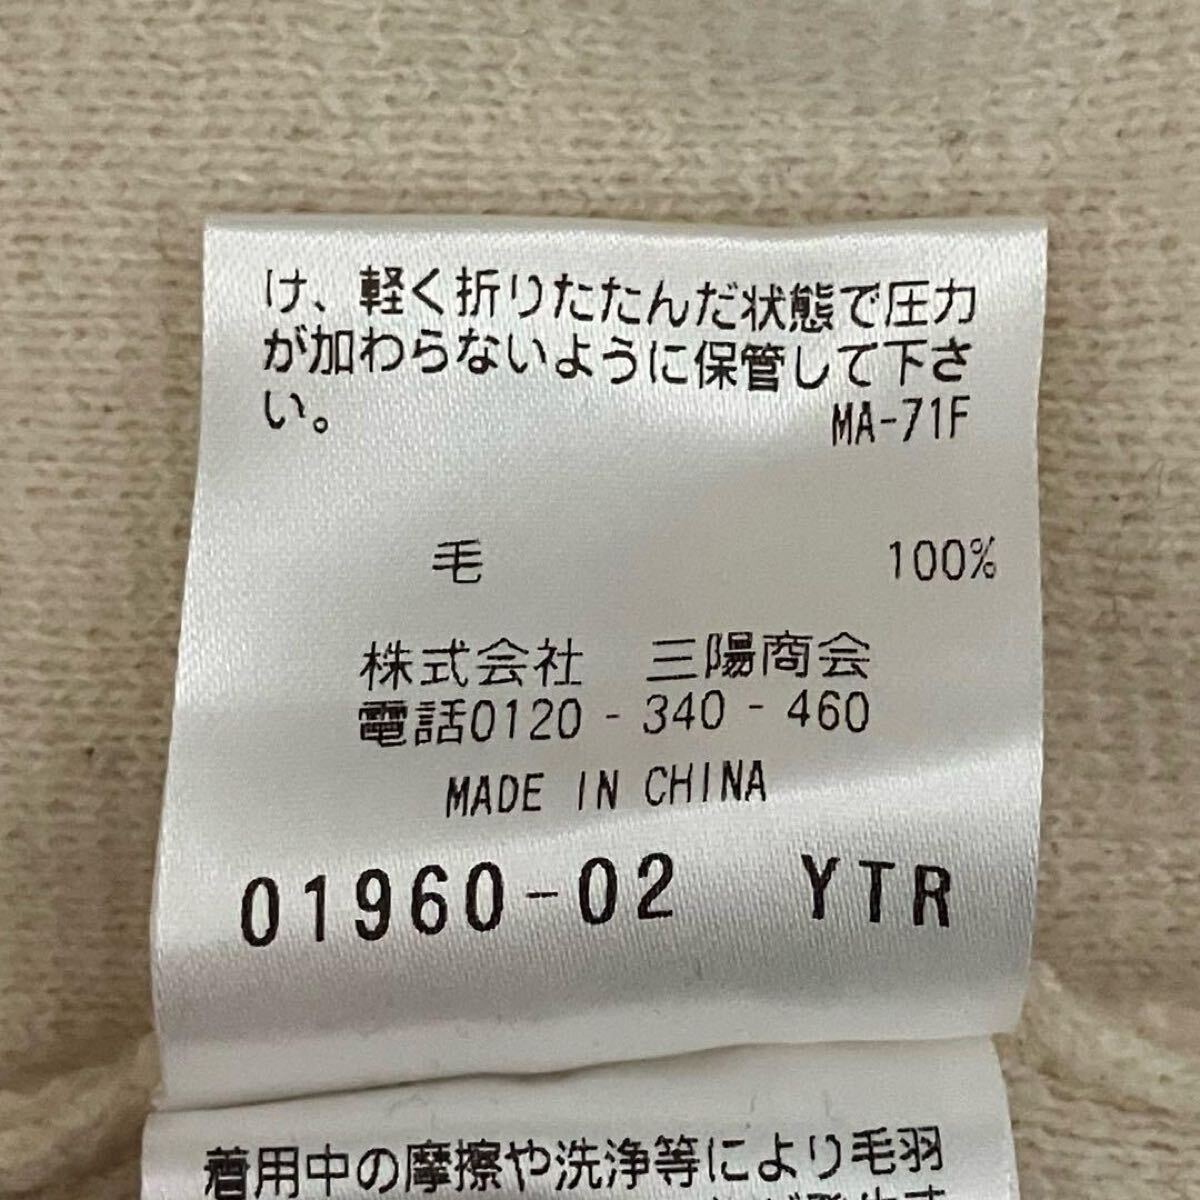 け、軽く折りたたんだ状態で圧力
が加わらないように保管して下さ
い。
MA-71F
毛 100%
株式会社 三陽商会
電話0120 - 340 - 460
MADE IN CHINA
01960-02 YTR
着用中の摩擦や洗浄等により毛羽